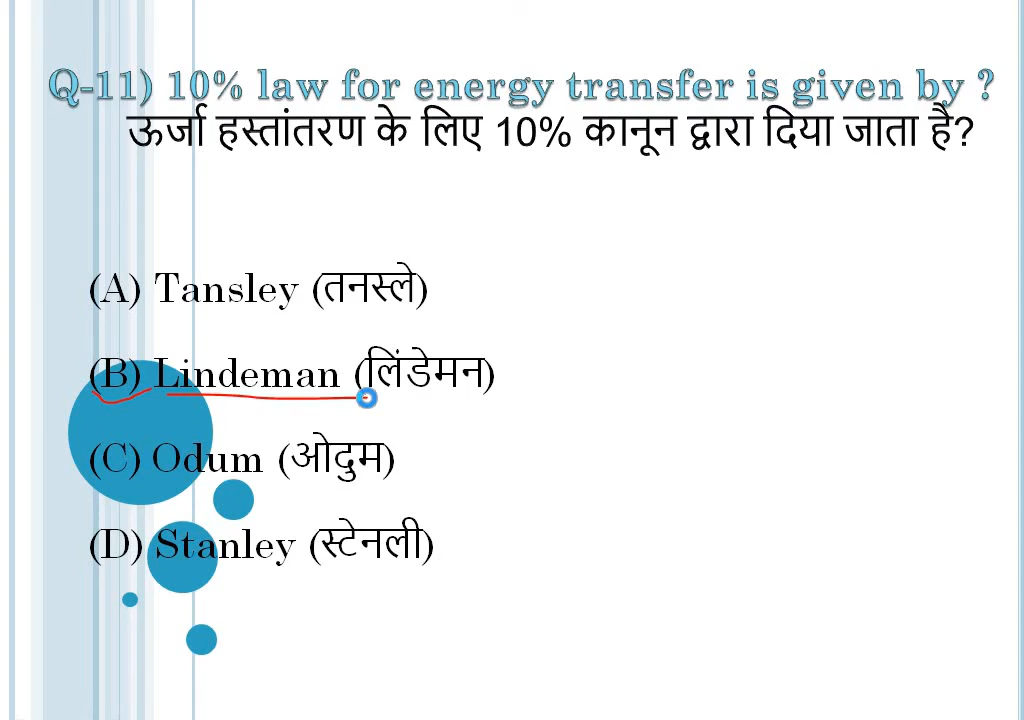 Q-11) 10% law for energy transfer is given by ?
ऊर्जा हस्तांतरण के लिए 10% कानून द्वारा दिया जाता है?
(A) Tansley (तनस्ले)
(B) Lindeman (लिंडेमन)
(C) Odum (ओदुम)
(D) Stanley (स्टेनली)